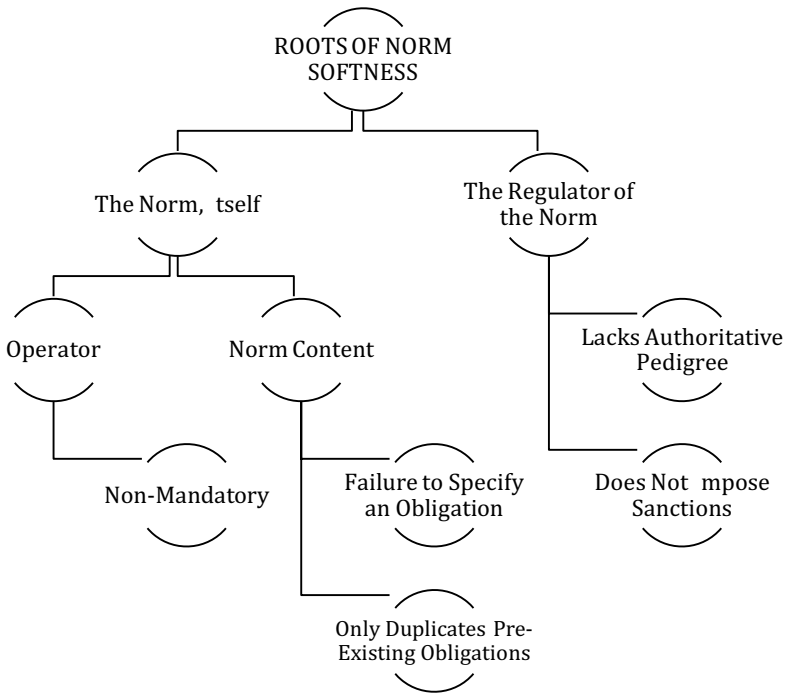 ROOTS OF NORM
SOFTNESS
The Norm, tself
The Regulator of
the Norm
Operator
Norm Content
Lacks Authoritative
Pedigree
Non-Mandatory
Failure to Specify
an Obligation
Does Not mpose
Sanctions
Only Duplicates Pre-
Existing Obligations